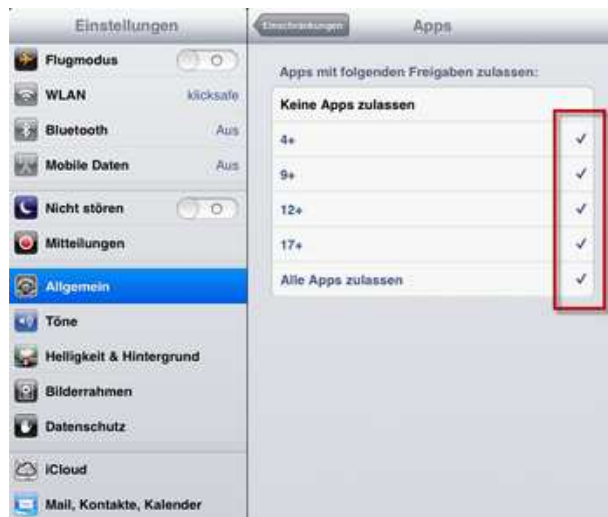 Einstellungen
Flugmodus
WLAN klicksafe
Bluetooth Aus
Mobile Daten Aus
Nicht stören
Mitteilungen
Allgemein
Töne
Helligkeit & Hintergrund
Bilderrahmen
Datenschutz
iCloud
Mail, Kontakte, Kalender
Einschränkungen Apps
Apps mit folgenden Freigaben zulassen:
Keine Apps zulassen
4+
9+
12+
17+
Alle Apps zulassen